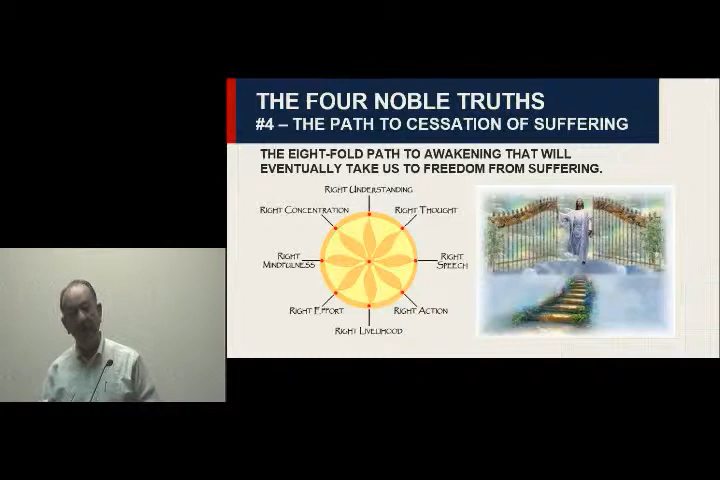 THE FOUR NOBLE TRUTHS
#4 – THE PATH TO CESSATION OF SUFFERING
THE EIGHT-FOLD PATH TO AWAKENING THAT WILL
EVENTUALLY TAKE US TO FREEDOM FROM SUFFERING.
RIGHT UNDERSTANDING
RIGHT CONCENTRATION
RIGHT THOUGHT
RIGHT
MINDFULNESS
RIGHT
SPEECH
RIGHT EFFORT
RIGHT ACTION
RIGHT LIVELIHOOD